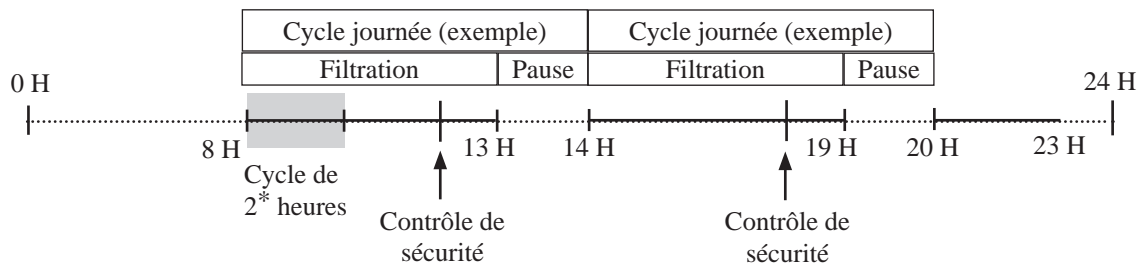 Cycle journée (exemple) Cycle journée (exemple)
Filtration Pause Filtration Pause
0 H 24 H
8 H 13 H 14 H 19 H 20 H 23 H
Cycle de
2* heures
Contrôle de
sécurité
Contrôle de
sécurité